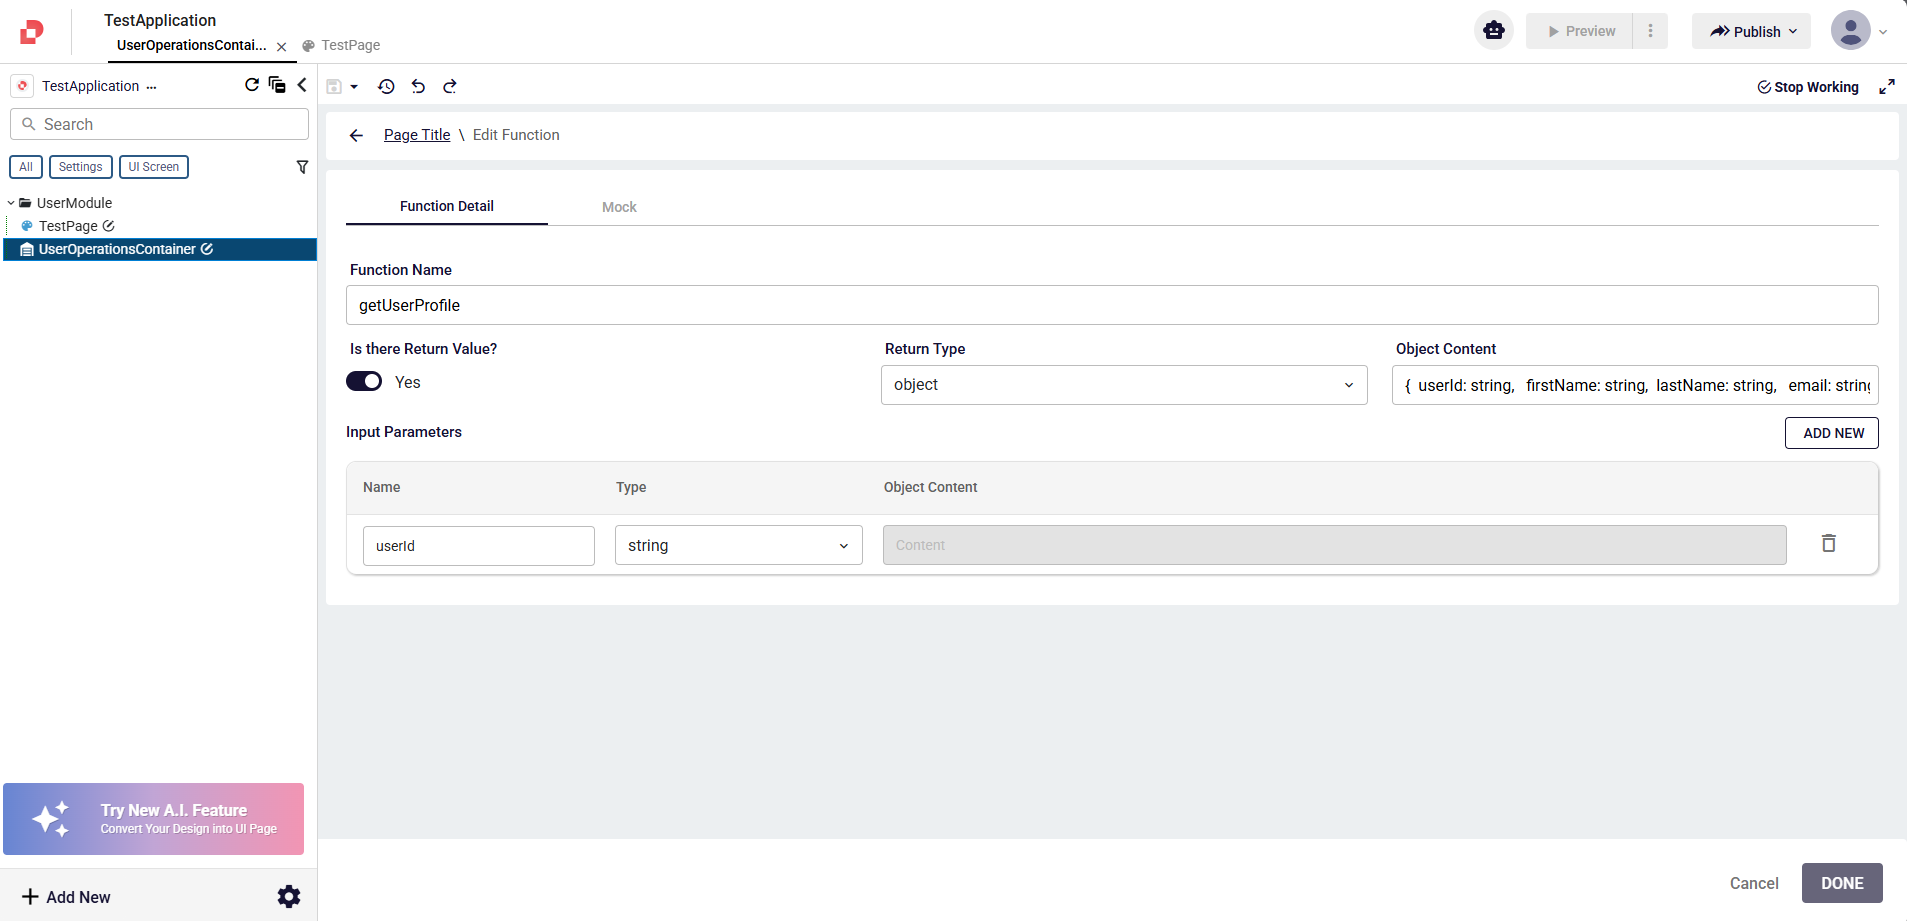 TestApplication
UserOperationsContai...
TestPage
Preview
Publish
TestApplication ...
Search
All
Settings
UI Screen
UserModule
TestPage
UserOperationsContainer
Stop Working
Page Title \ Edit Function
Function Detail
Mock
Function Name
getUserProfile
Is there Return Value?
Yes
Return Type
object
Object Content
{ userId: string, firstName: string, lastName: string, email: string
Input Parameters
ADD NEW
Name
Type
Object Content
userId
string
Content
Try New A.I. Feature
Convert Your Design into UI Page
Add New
Cancel
DONE